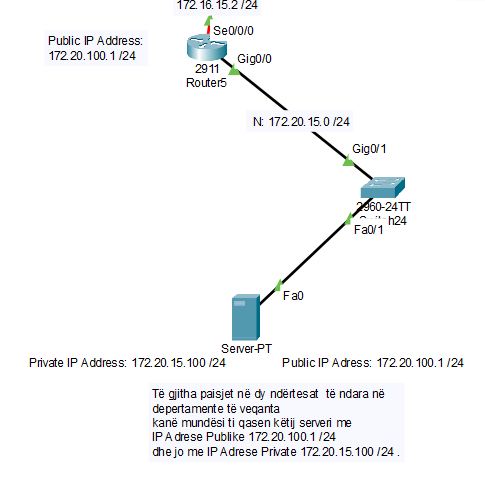 172.16.15.2 /24
Se0/0/0
Public IP Address:
172.20.100.1 /24
2911
Router5
Gig0/0
N: 172.20.15.0 /24
Gig0/1
2960-24TT
Fa0/1
Fa0
Server-PT
Private IP Address: 172.20.15.100 /24
Public IP Adress: 172.20.100.1 /24
Të gjitha paisjet në dy ndërtesat të ndara në
depertamente të veqanta
kanë mundësi ti qasen këtij serveri me
IP Adrese Publike 172.20.100.1 /24
dhe jo me IP Adrese Private 172.20.15.100 /24 .